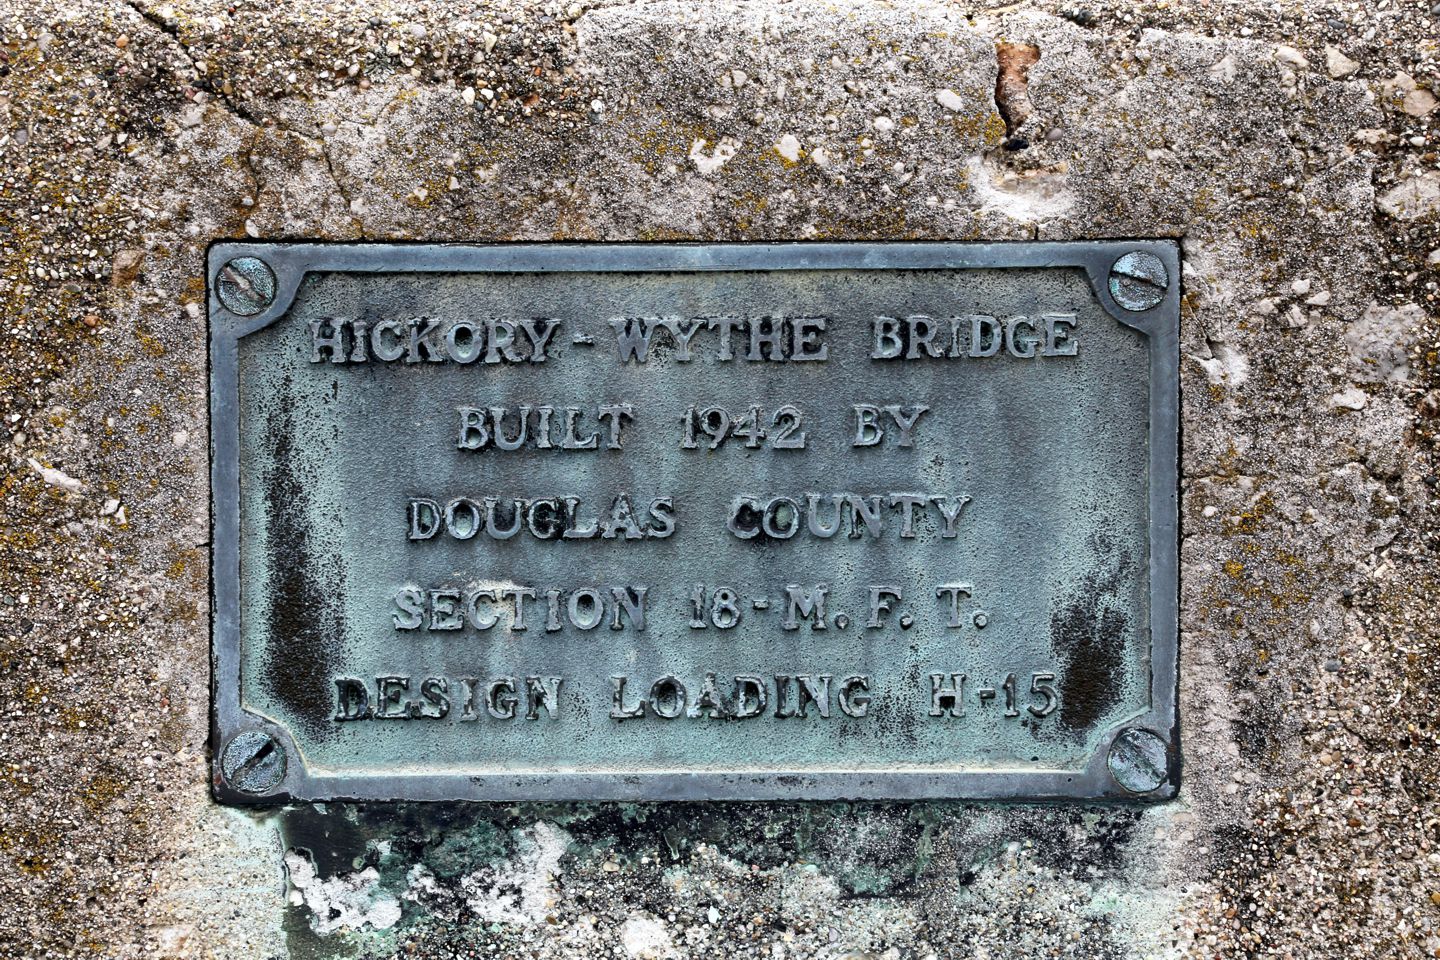 HICKORY-WYTHE BRIDGE
BUILT 1942 BY
DOUGLAS COUNTY
SECTION 18-M.F.T.
DESIGN LOADING H-15